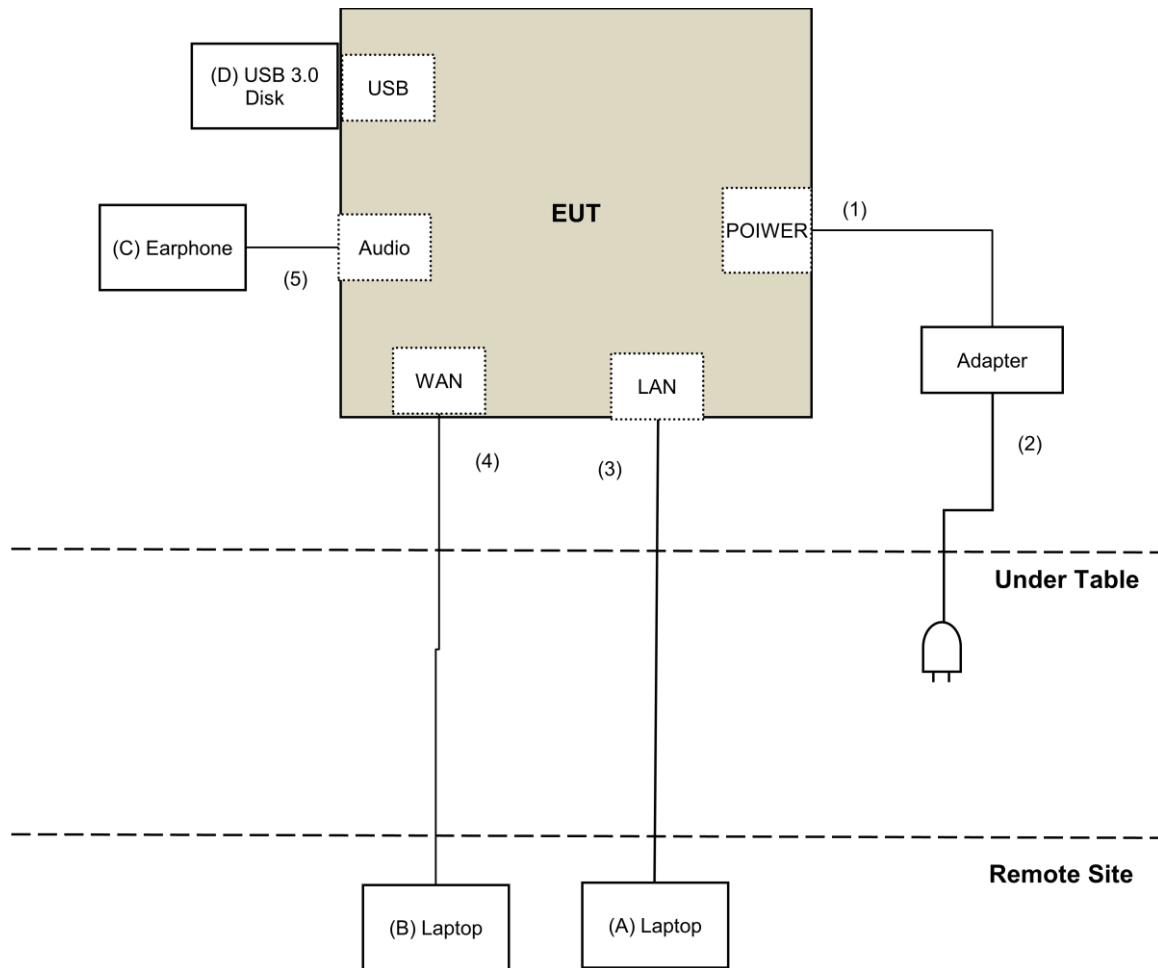 (D) USB 3.0
Disk
USB
EUT
(1)
POIWER
(C) Earphone
Audio
(5)
Adapter
WAN
LAN
(2)
(4)
(3)
Under Table
Remote Site
(B) Laptop
(A) Laptop